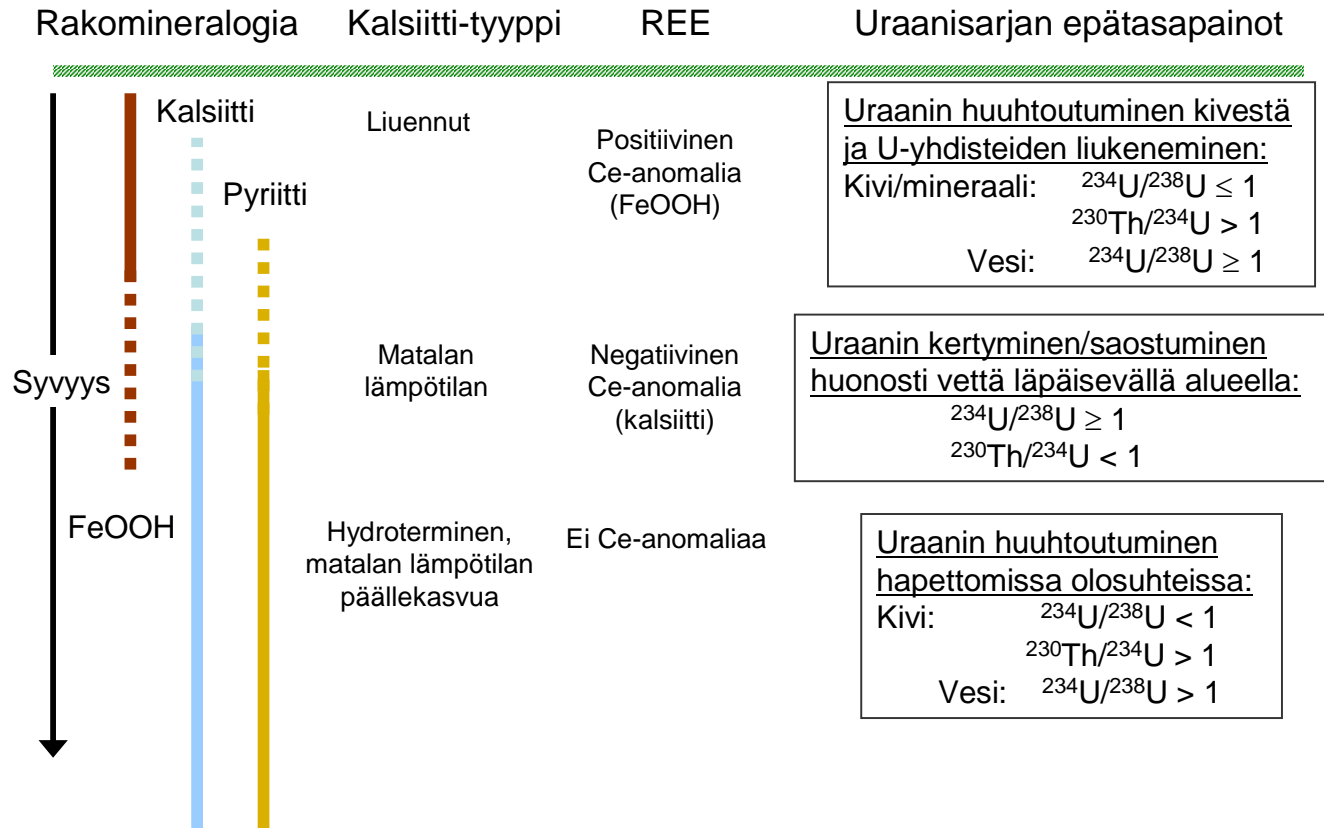 Rakomineralogia Kalsiitti-tyyppi REE Uraanisarjan epätasapainot
Syvyys
Kalsiitti
Pyriitti
FeOOH
Liuennut
Matalan
lämpötilan
Hydroterminen,
matalan lämpötilan
päällekasvua
Positiivinen
Ce-anomalia
(FeOOH)
Negatiivinen
Ce-anomalia
(kalsiitti)
Ei Ce-anomaliaa
Uraanin huuhtoutuminen kivestä
ja U-yhdisteiden liukeneminen:
Kivi/mineraali: ²³⁴U/²³⁸U ≤ 1
²³⁰Th/²³⁴U > 1
Vesi: ²³⁴U/²³⁸U ≥ 1
Uraanin kertyminen/saostuminen
huonosti vettä läpäisevällä alueella:
²³⁴U/²³⁸U ≥ 1
²³⁰Th/²³⁴U < 1
Uraanin huuhtoutuminen
hapettomissa olosuhteissa:
Kivi: ²³⁴U/²³⁸U < 1
²³⁰Th/²³⁴U > 1
Vesi: ²³⁴U/²³⁸U > 1